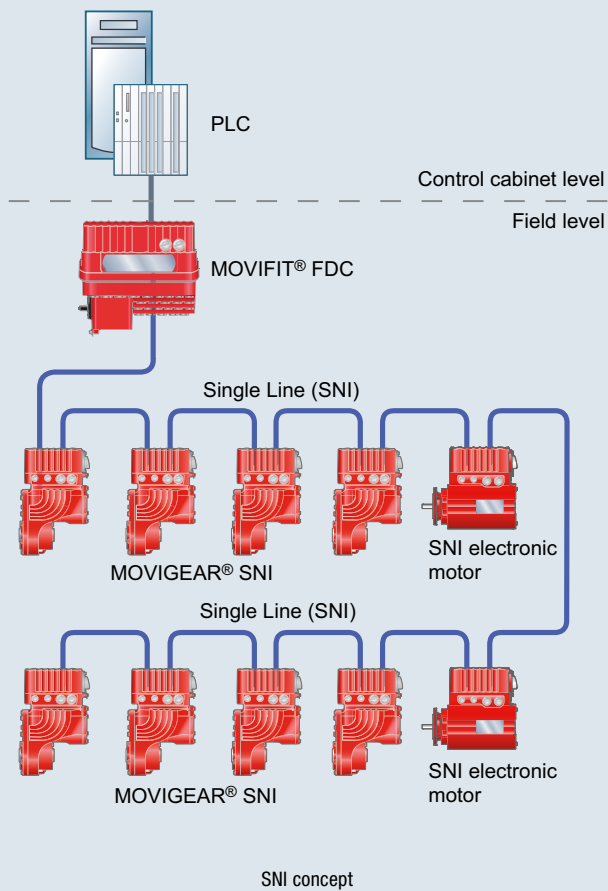 PLC
Control cabinet level
Field level
MOVIFIT® FDC
Single Line (SNI)
SNI electronic
motor
MOVIGEAR® SNI
Single Line (SNI)
SNI electronic
motor
MOVIGEAR® SNI
SNI concept